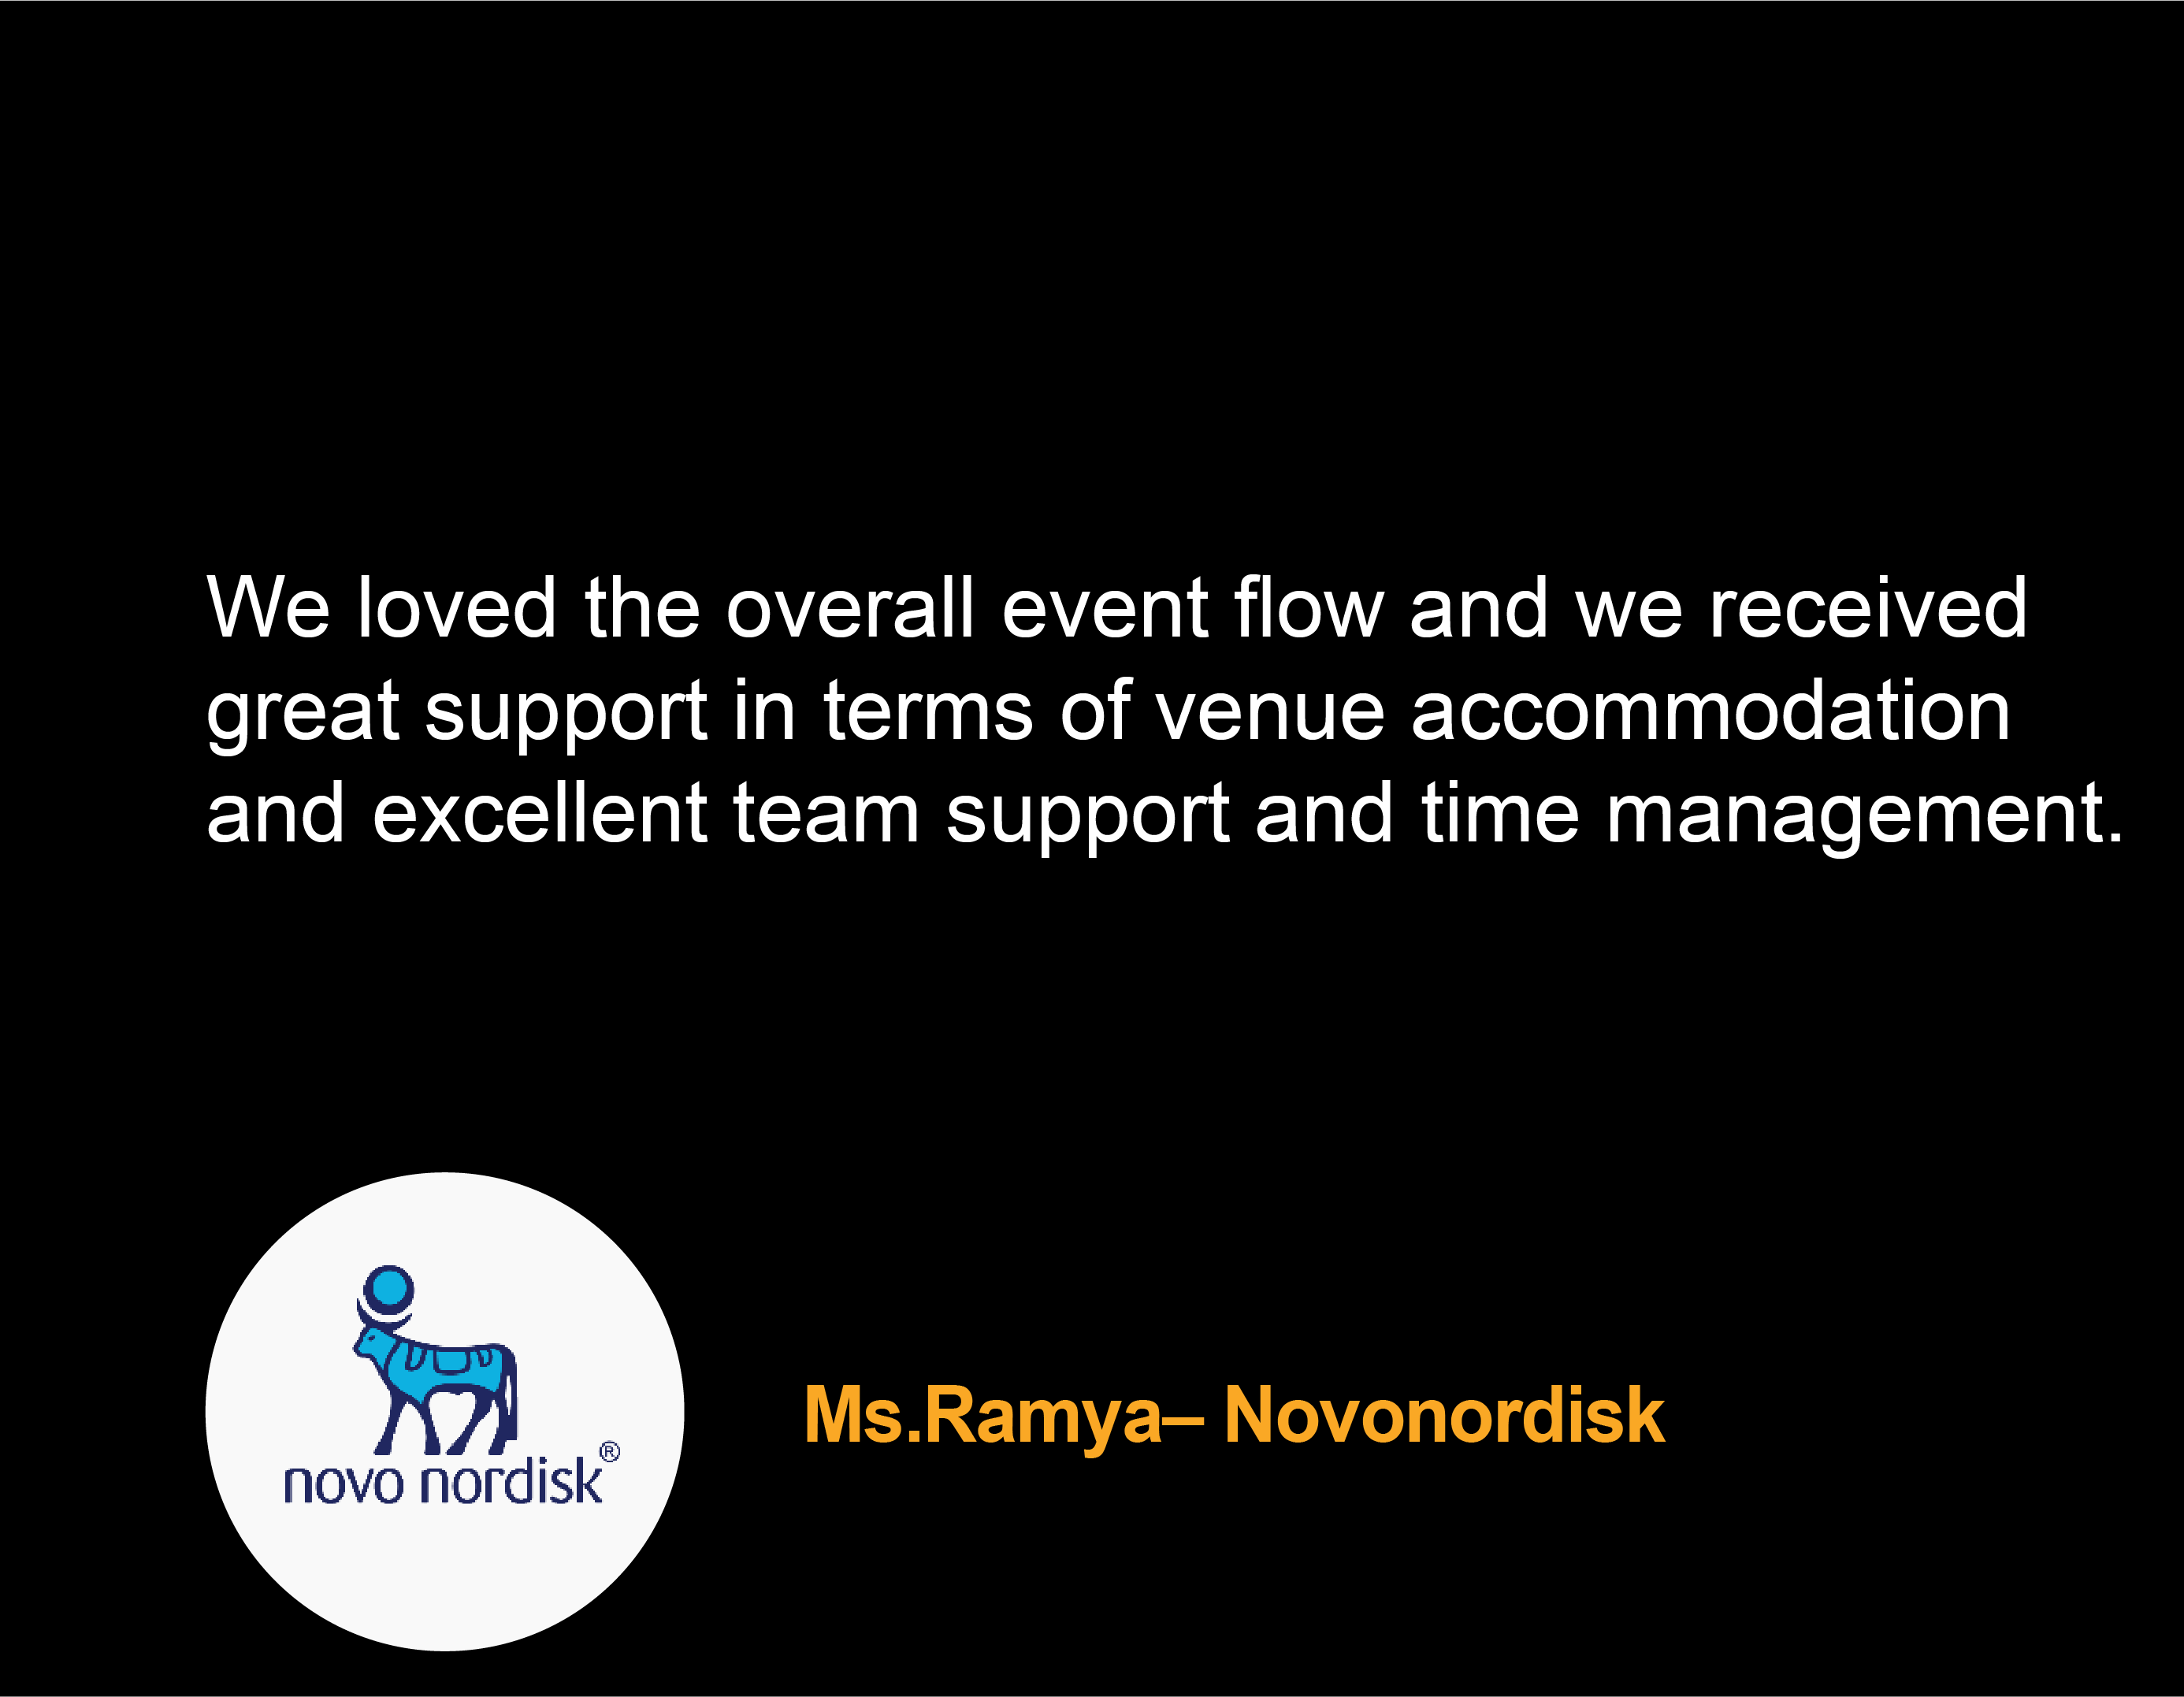 We loved the overall event flow and we received
great support in terms of venue accommodation
and excellent team support and time management.
novo nordisk®
Ms.Ramya– Novonordisk